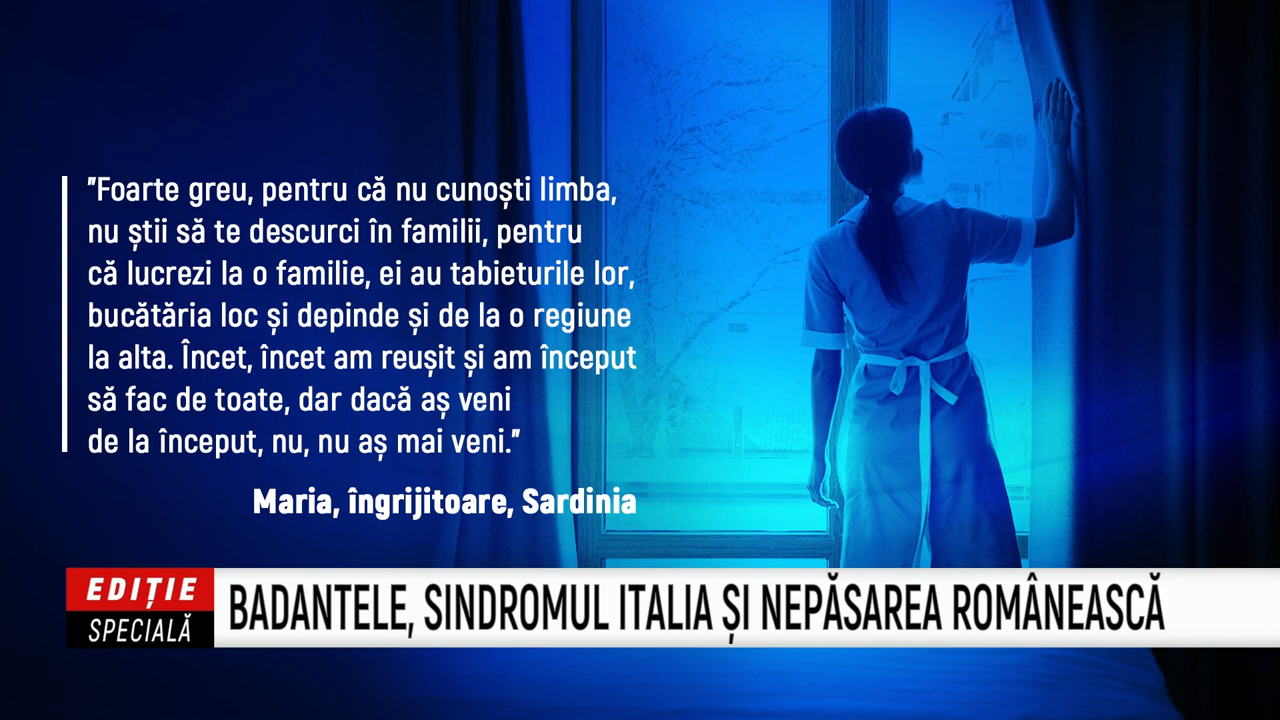 "Foarte greu, pentru că nu cunoști limba,
nu știi să te descurci în familii, pentru
că lucrezi la o familie, ei au tabieturile lor,
bucătăria loc și depinde și de la o regiune
la alta. Încet, încet am reușit și am început
să fac de toate, dar dacă aș veni
de la început, nu, nu aș mai veni."
Maria, îngrijitoare, Sardinia
EDIȚIE
SPECIALĂ
BADANTELE, SINDROMUL ITALIA ȘI NEPĂSAREA ROMÂNEASCĂ